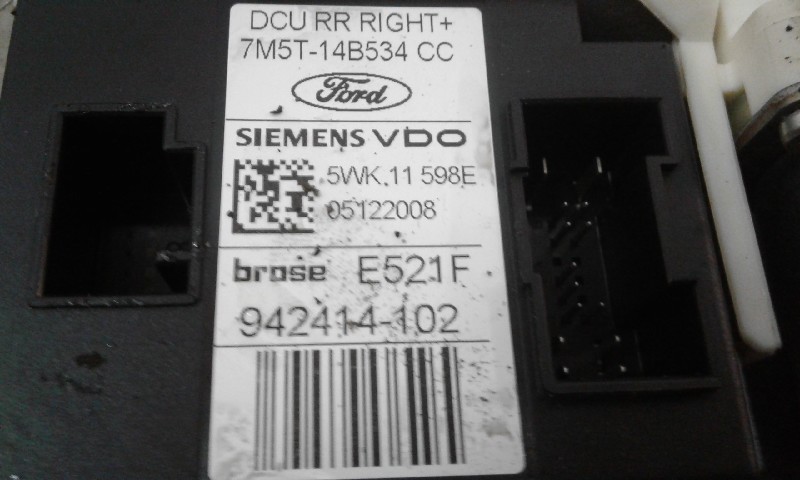 DCU RR RIGHT+
7M5T-14B534 CC
Ford
SIEMENS VDO
5WK 11 598E
05122008
brose E521F
942414-102